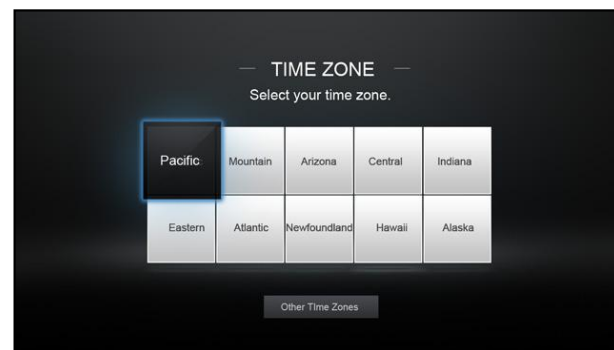 TIME ZONE
Select your time zone.
Pacific Mountain Arizona Central Indiana
Eastern Atlantic Newfoundland Hawaii Alaska
Other TIme Zones